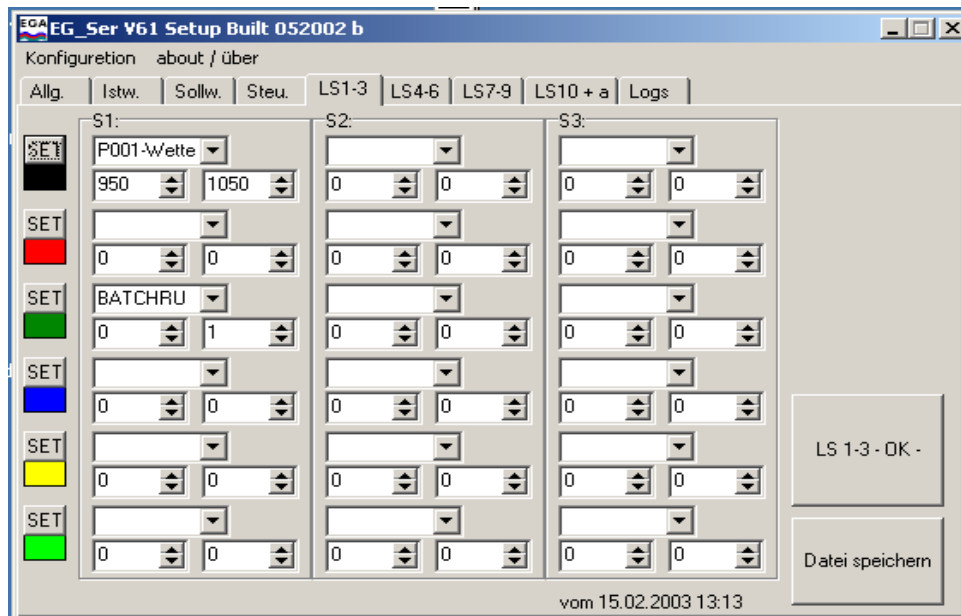 EGA EG_Ser V61 Setup Built 052002 b
Konfiguretion about / über
Allg. Istw. Sollw. Steu. LS1-3 LS4-6 LS7-9 LS10 + a Logs
S1: S2: S3:
SET P001-Wette
950 1050 0 0 0 0
SET
0 0 0 0 0 0
SET BATCHRU
0 1 0 0 0 0
SET
0 0 0 0 0 0
SET
0 0 0 0 0 0
SET
0 0 0 0 0 0
LS 1-3 - OK -
Datei speichern
vom 15.02.2003 13:13